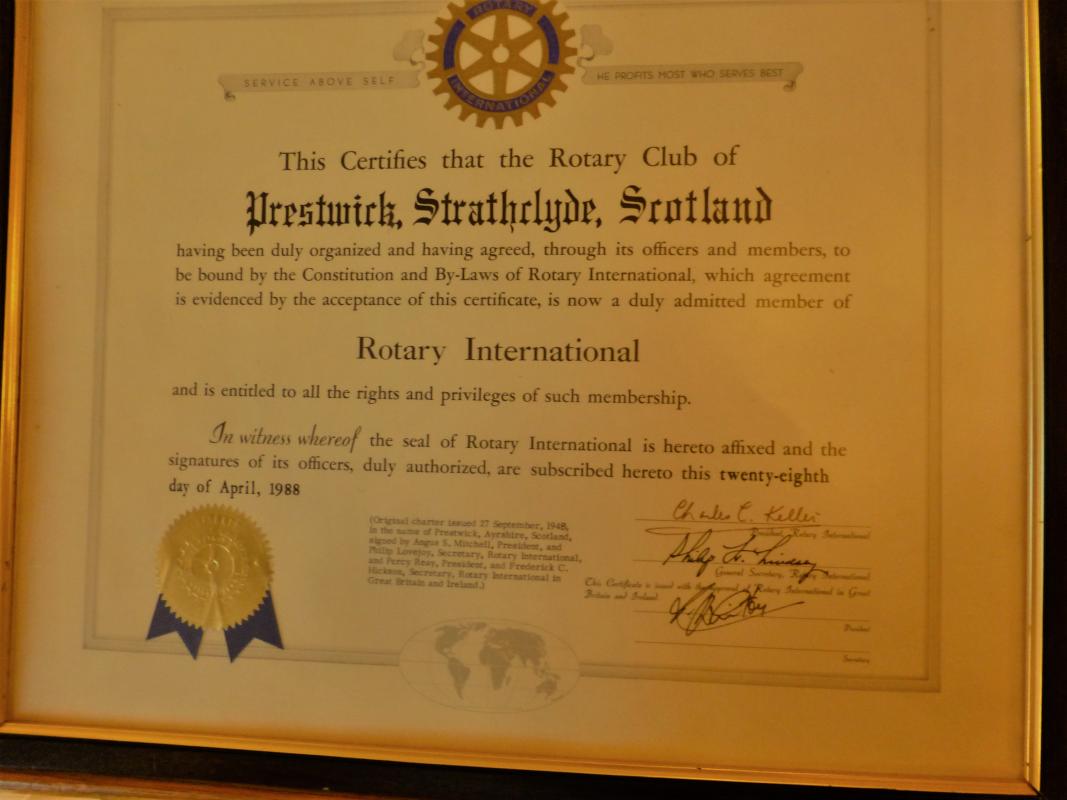 ROTARY
INTERNATIONAL
SERVICE ABOVE SELF
HE PROFITS MOST WHO SERVES BEST
This Certifies that the Rotary Club of
Prestwick, Strathclyde, Scotland
having been duly organized and having agreed, through its officers and members, to
be bound by the Constitution and By-Laws of Rotary International, which agreement
is evidenced by the acceptance of this certificate, is now a duly admitted member of
Rotary International
and is entitled to all the rights and privileges of such membership.
In witness whereof the seal of Rotary International is hereto affixed and the
signatures of its officers, duly authorized, are subscribed hereto this twenty-eighth
day of April, 1988
(Original charter issued 27 September, 1948,
in the name of Prestwick, Ayrshire, Scotland,
signed by Angus S. Mitchell, President, and
Philip Lovejoy, Secretary, Rotary International,
and Percy Reay, President, and Frederick C.
Hickson, Secretary, Rotary International in
Great Britain and Ireland.)
Charles C. Keller
President, Rotary International
Philip H. Lindsey
General Secretary, Rotary International
This Certificate is issued with the approval of Rotary International in Great
Britain and Ireland.
President
Secretary